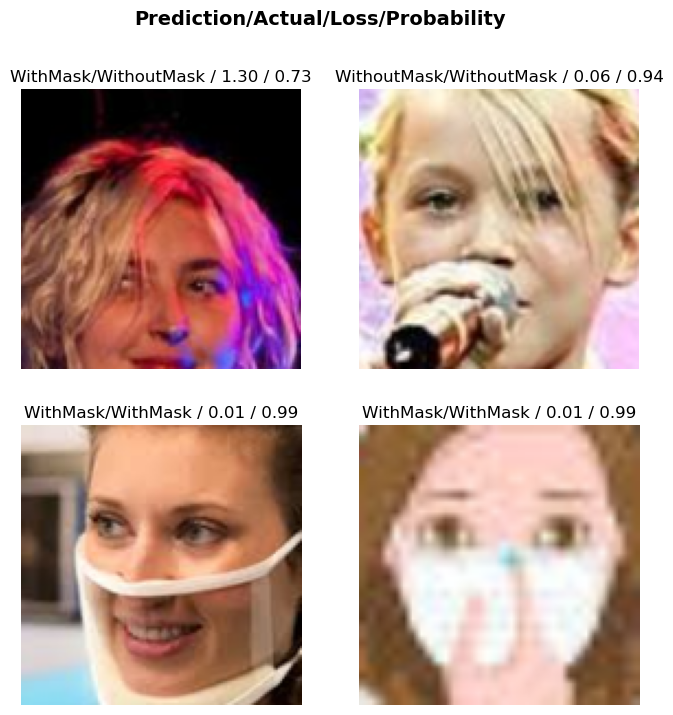 Prediction/Actual/Loss/Probability
WithMask/WithoutMask / 1.30 / 0.73
WithoutMask/WithoutMask / 0.06 / 0.94
WithMask/WithMask / 0.01 / 0.99
WithMask/WithMask / 0.01 / 0.99